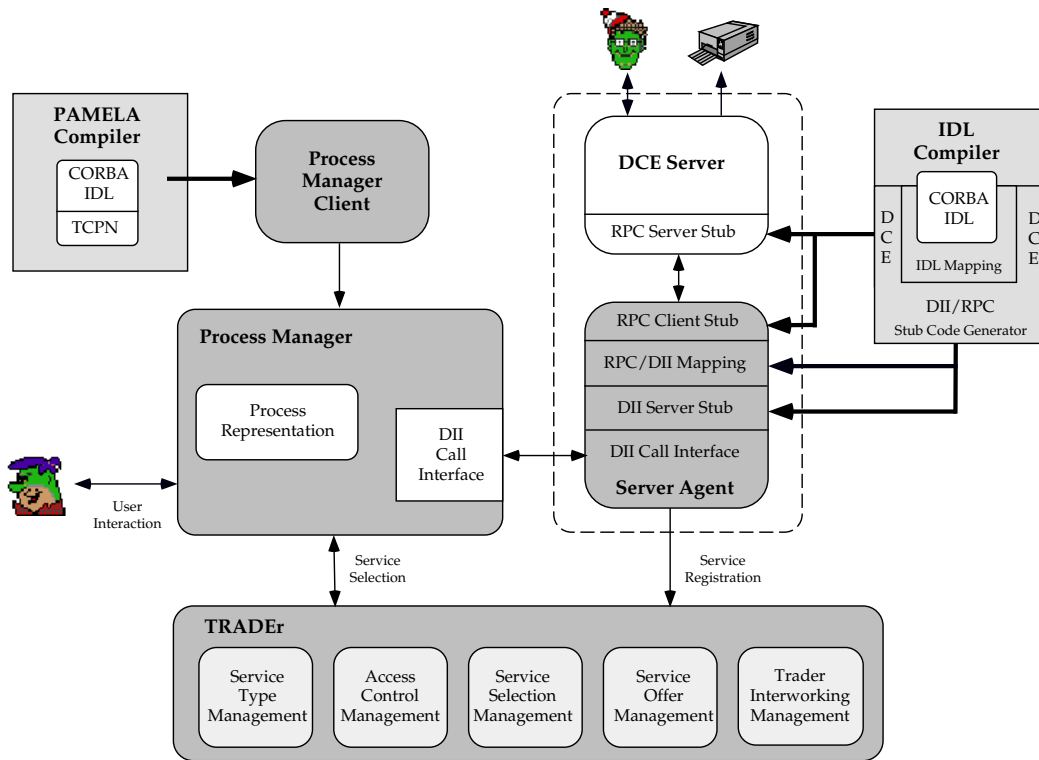 PAMELA
Compiler
CORBA
IDL
TCPN
Process
Manager
Client
DCE Server
RPC Server Stub
IDL
Compiler
CORBA
IDL
D
C
E
D
C
E
IDL Mapping
DII/RPC
Stub Code Generator
RPC Client Stub
RPC/DII Mapping
DII Server Stub
DII Call Interface
Server Agent
Process Manager
Process
Representation
DII
Call
Interface
User
Interaction
Service
Selection
Service
Registration
TRADEr
Service
Type
Management
Access
Control
Management
Service
Selection
Management
Service
Offer
Management
Trader
Interworking
Management